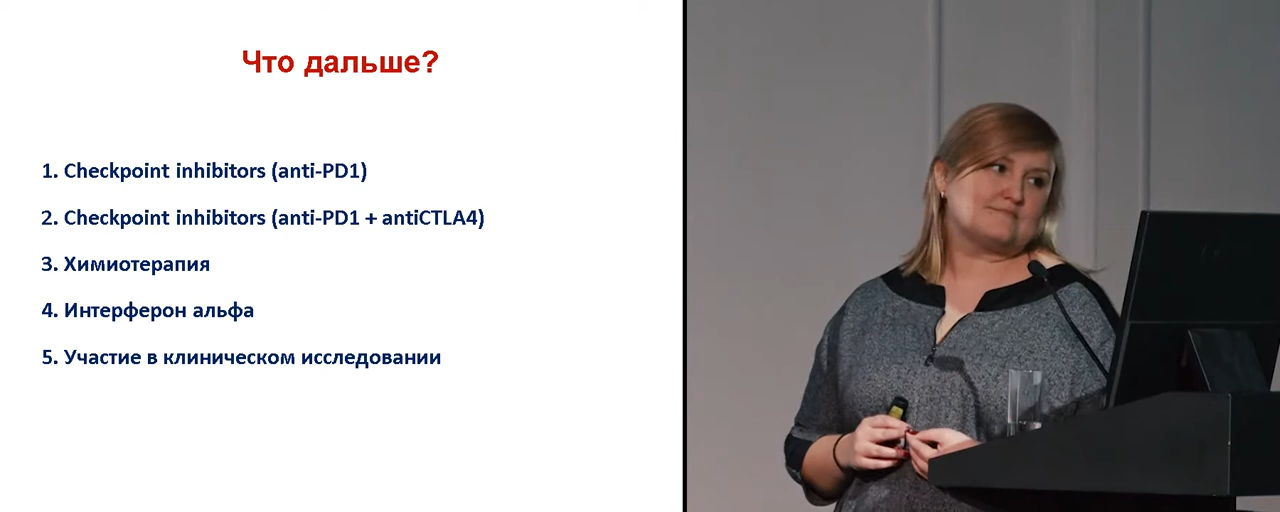 Что дальше?
1. Checkpoint inhibitors (anti-PD1)
2. Checkpoint inhibitors (anti-PD1 + antiCTLA4)
3. Химиотерапия
4. Интерферон альфа
5. Участие в клиническом исследовании